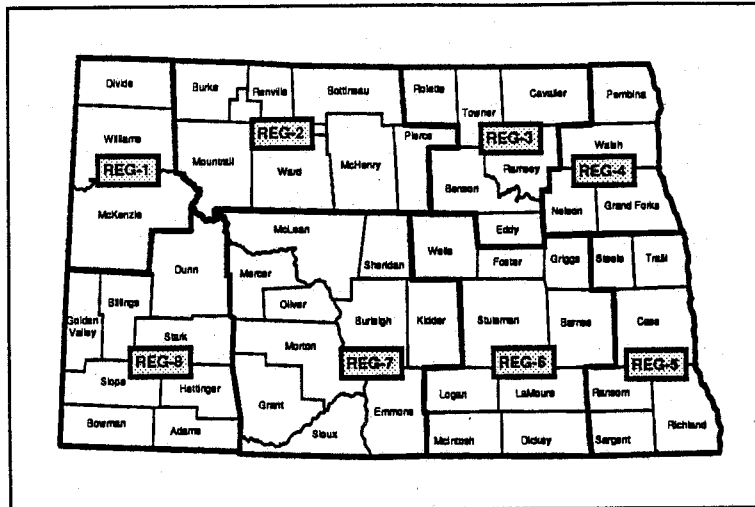 Divide
Burke
Renville
Bottineau
Rolette
Towner
Cavalier
Pembina
Williams
REG-1
Mountrail
REG-2
Ward
McHenry
Pierce
REG-3
Benson
Ramsey
Walsh
REG-4
Nelson
Grand Forks
McKenzie
McLean
Sheridan
Wells
Eddy
Foster
Griggs
Steele
Traill
Dunn
Mercer
Oliver
Golden
Valley
Billings
Stark
Burleigh
Kidder
Stutsman
Barnes
Cass
REG-8
Morton
REG-7
REG-6
REG-5
Slope
Hettinger
Grant
Emmons
Logan
LaMoure
Ransom
Richland
Bowman
Adams
Sioux
McIntosh
Dickey
Sargent